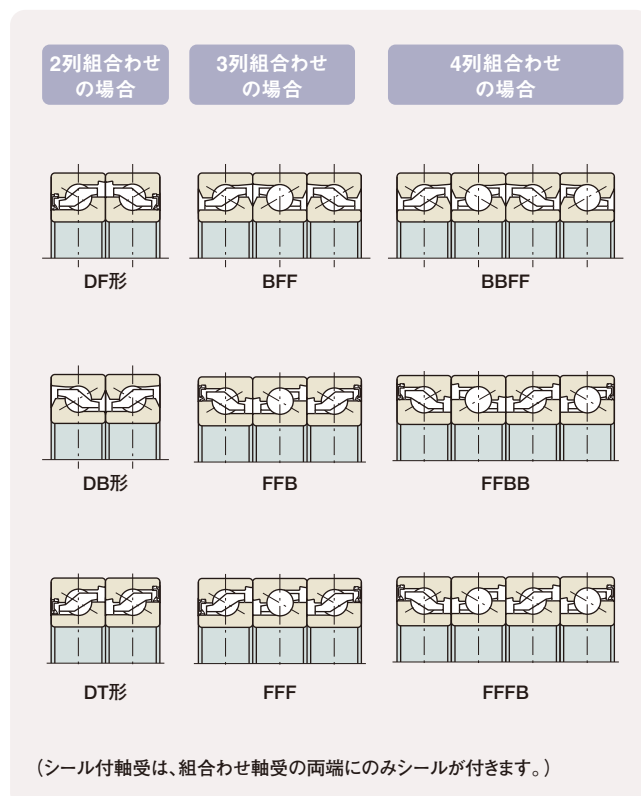 2列組合わせ
の場合
3列組合わせ
の場合
4列組合わせ
の場合
DF形
BFF
BBFF
DB形
FFB
FFBB
DT形
FFF
FFFB
(シール付軸受は、組合わせ軸受の両端にのみシールが付きます。)